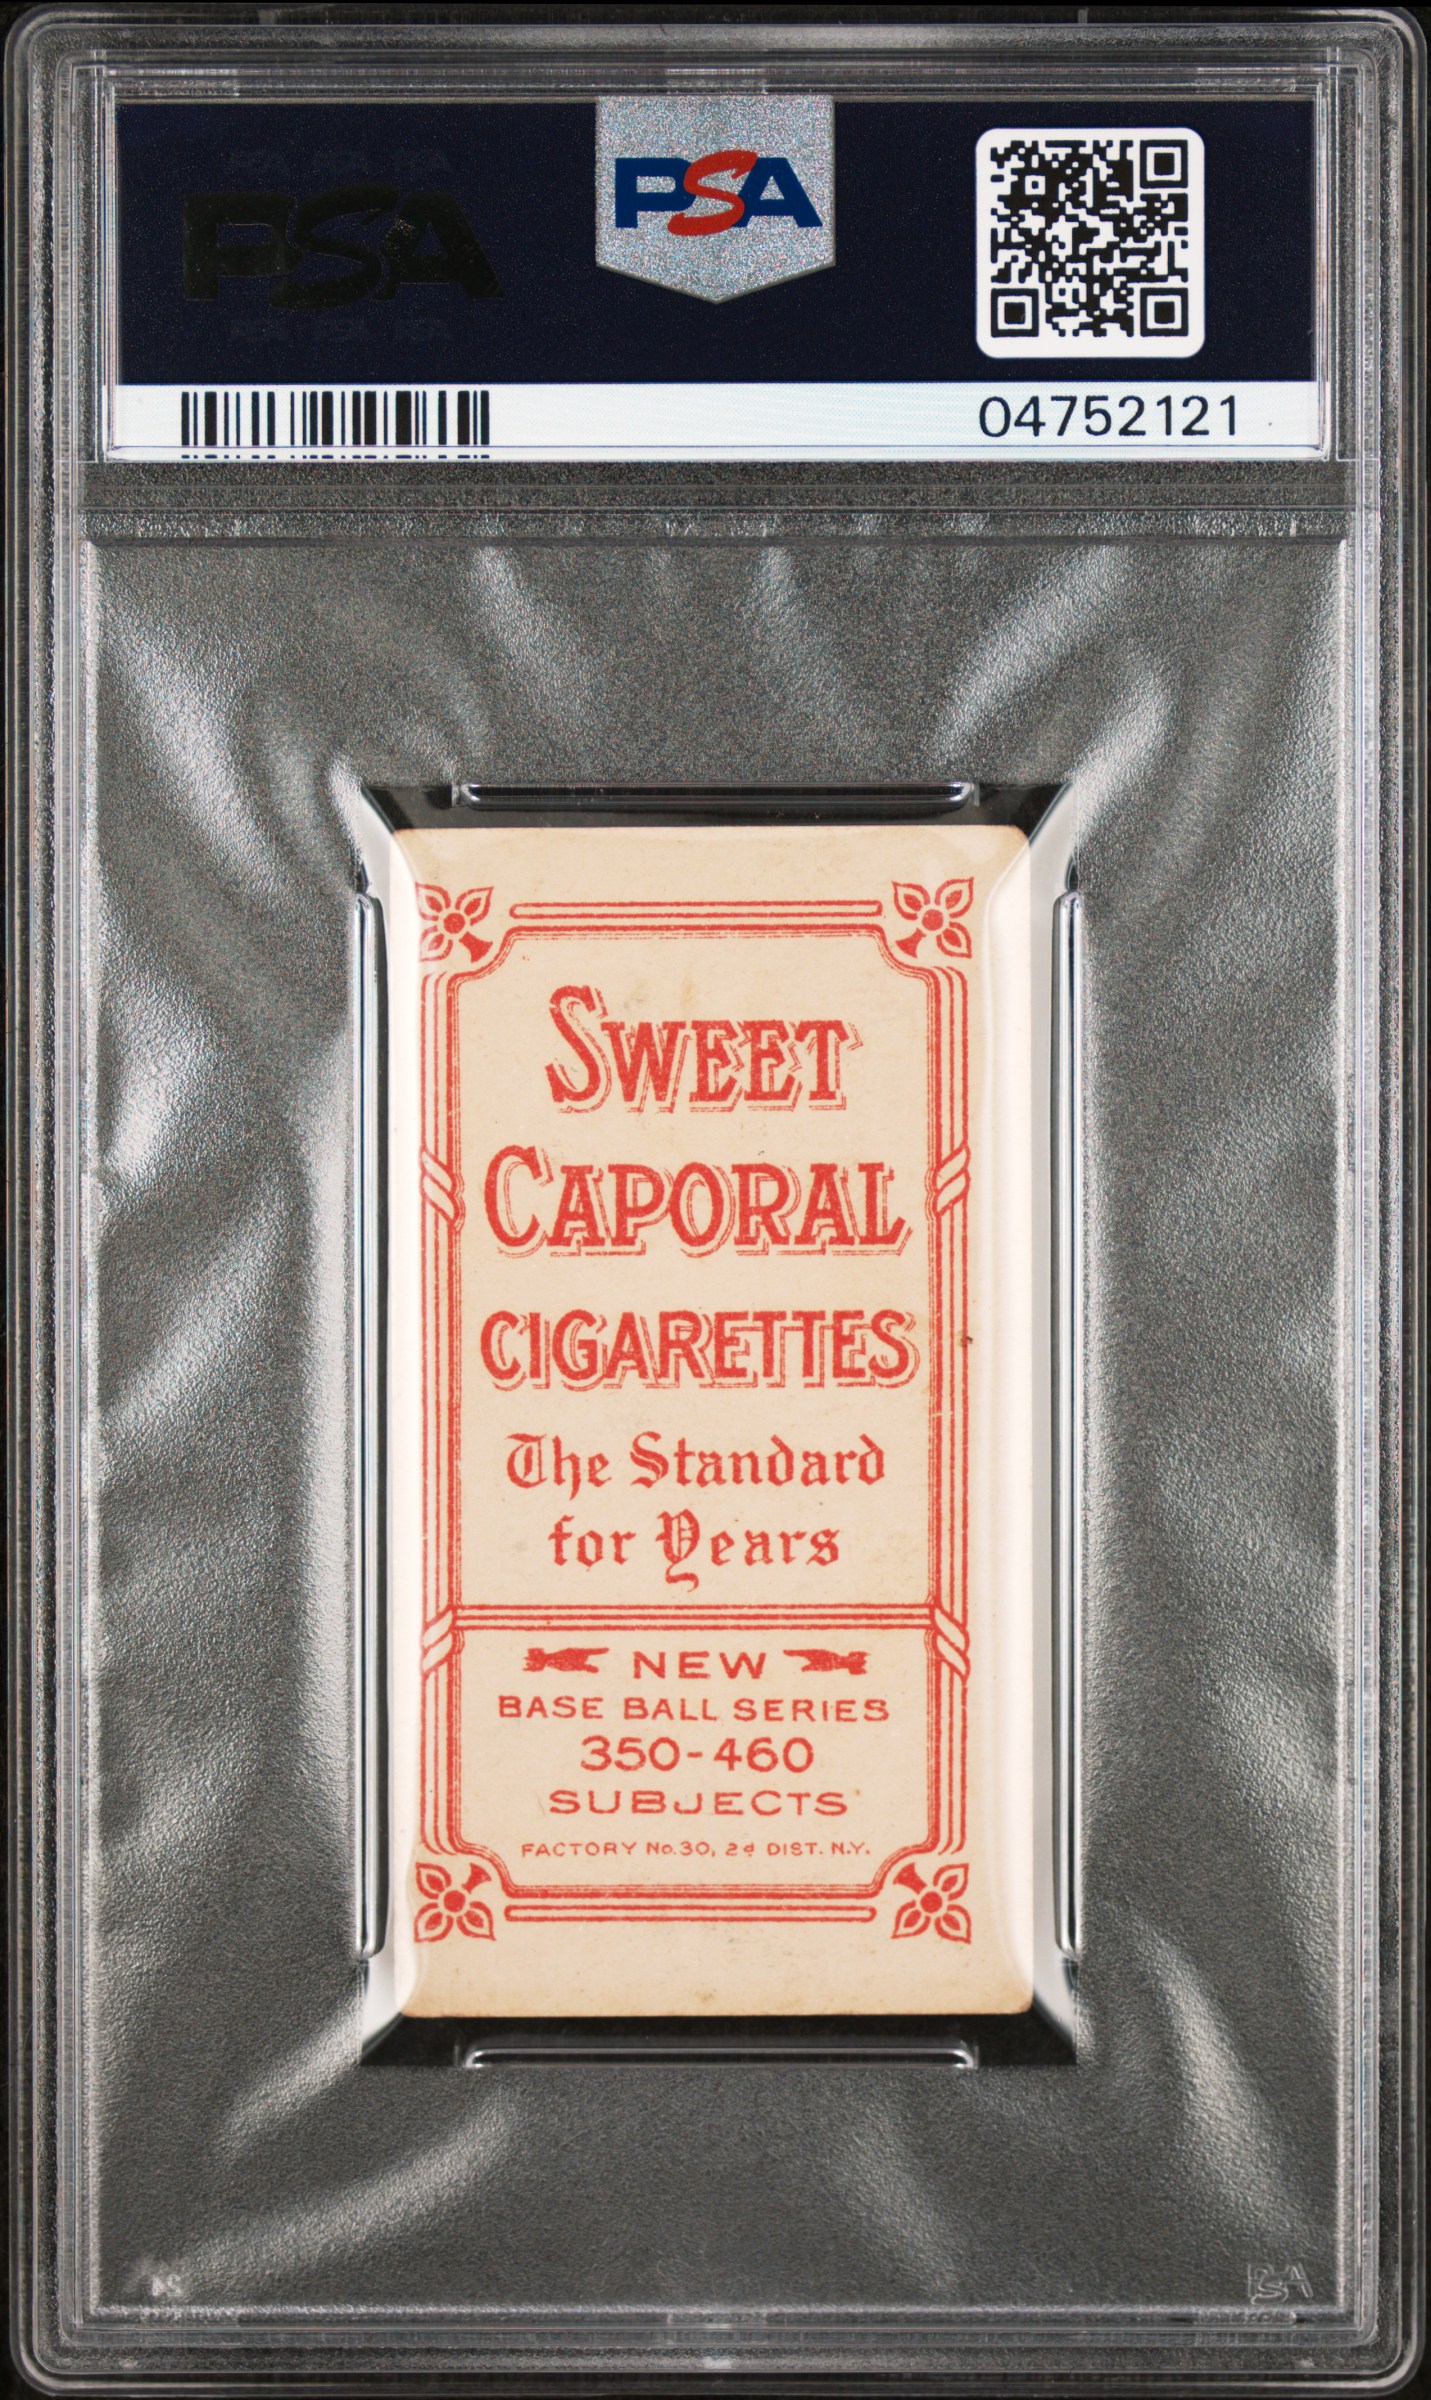 PSA
PSA
04752121
SWEET
CAPORAL
CIGARETTES
The Standard
for Years
NEW
BASE BALL SERIES
350-460
SUBJECTS
FACTORY No. 30, 2d DIST. N.Y.
PSA